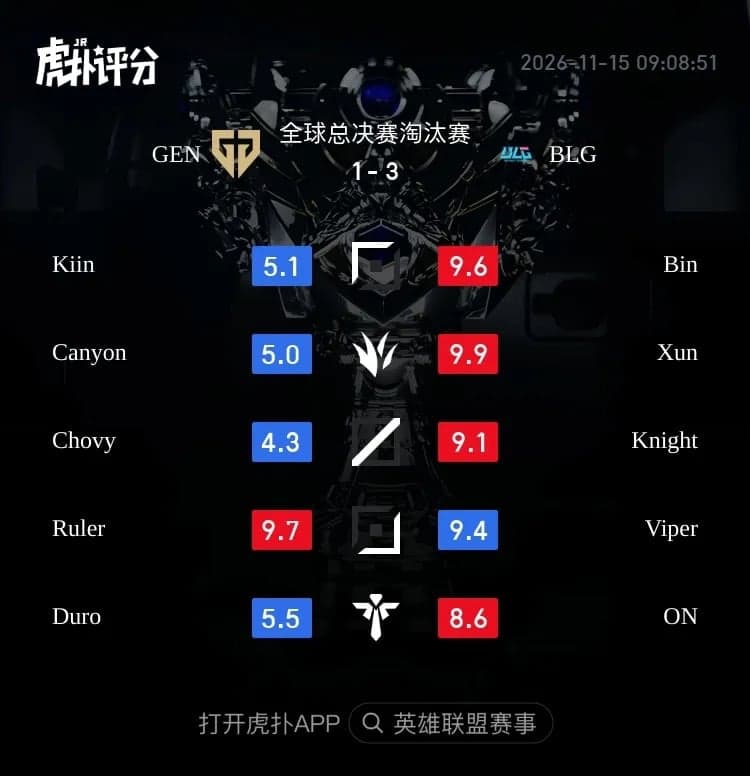 JR
虎扑评分
2026-11-15 09:08:51
GEN 全球总决赛淘汰赛 BLG BLG
1 - 3
Kiin 5.1 9.6 Bin
Canyon 5.0 9.9 Xun
Chovy 4.3 9.1 Knight
Ruler 9.7 9.4 Viper
Duro 5.5 8.6 ON
打开虎扑APP 英雄联盟赛事